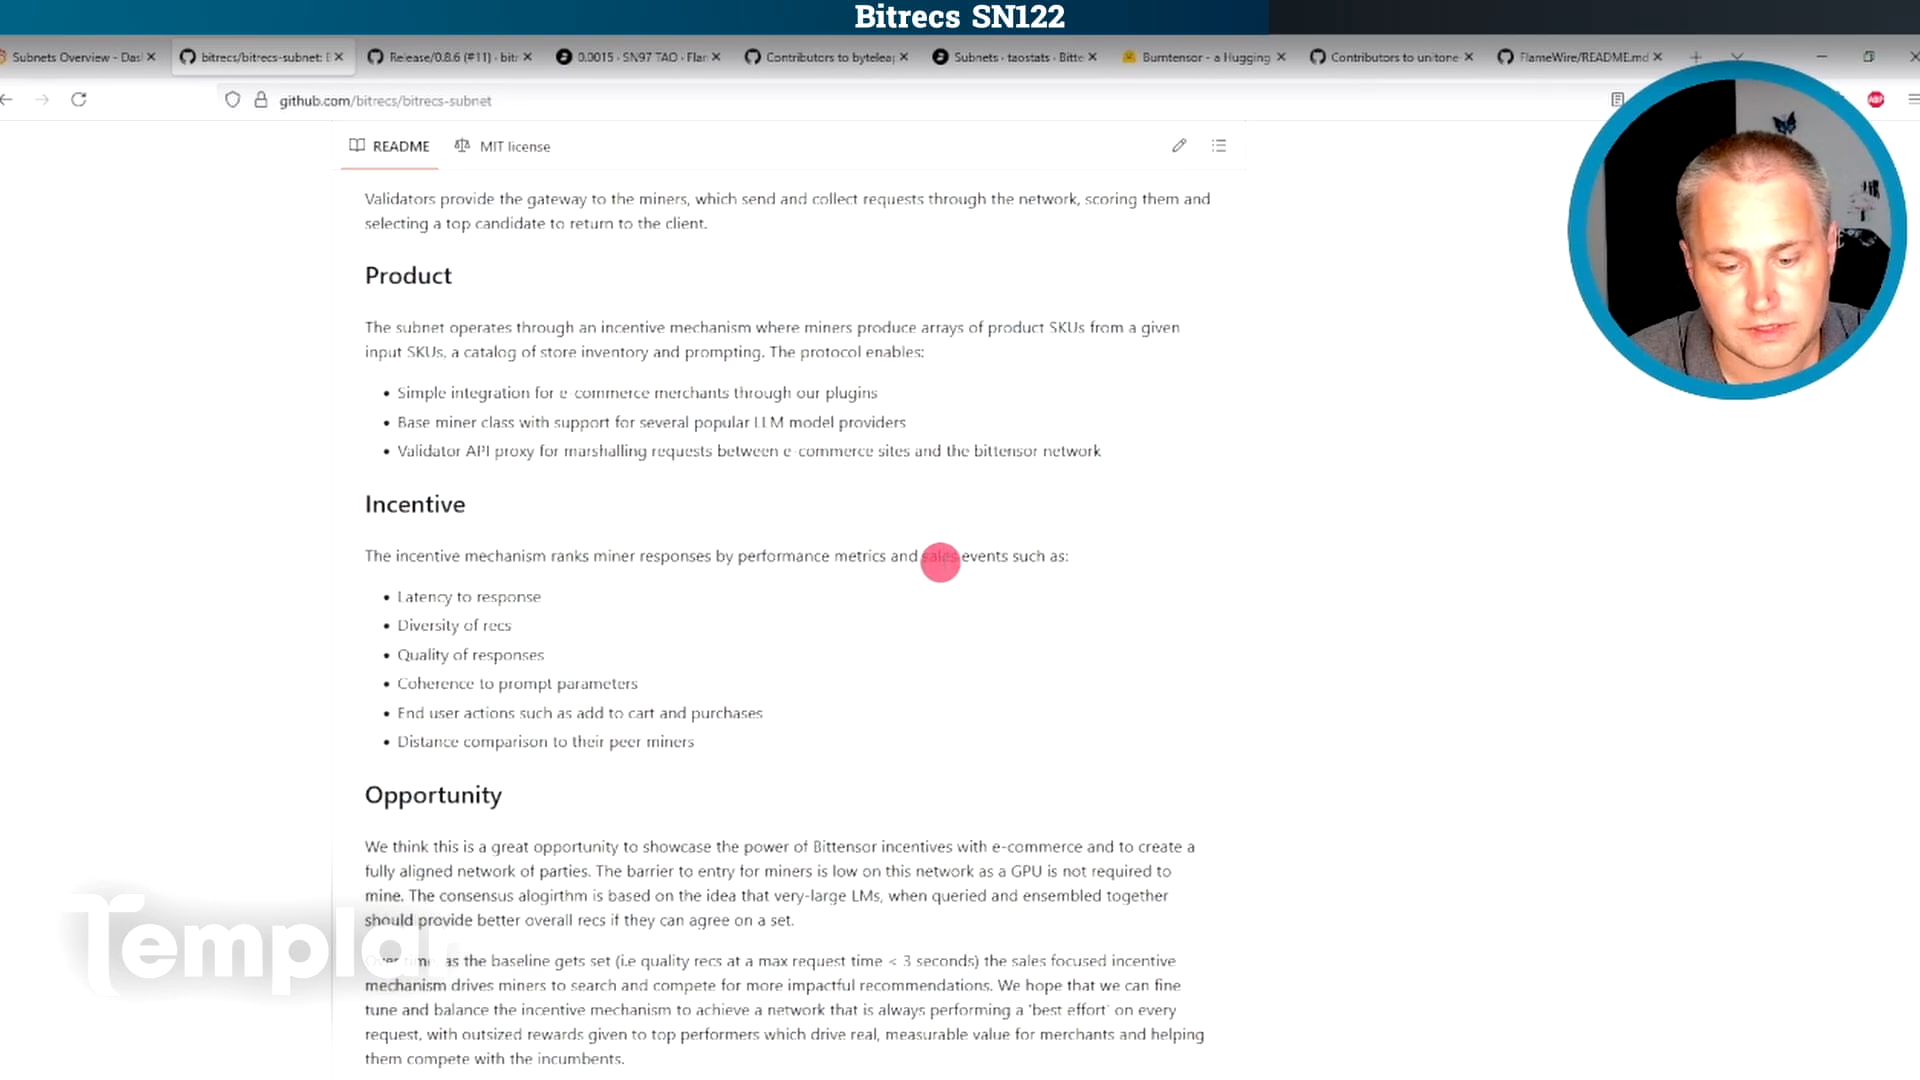 Bitrecs SN122
Subnets Overview - Das
bitrecs/bitrecs-subnet: B
Release/0.8.6 (#11) · bitr
0.0015 · SN97 TAO · Flar
Contributors to byteleap
Subnets · taostats · Bitte
Burntensor - a Hugging
Contributors to unitone
FlameWire/README.md
github.com/bitrecs/bitrecs-subnet
ABP
README
MIT license
Validators provide the gateway to the miners, which send and collect requests through the network, scoring them and
selecting a top candidate to return to the client.
Product
The subnet operates through an incentive mechanism where miners produce arrays of product SKUs from a given
input SKUs, a catalog of store inventory and prompting. The protocol enables:
• Simple integration for e-commerce merchants through our plugins
• Base miner class with support for several popular LLM model providers
• Validator API proxy for marshalling requests between e-commerce sites and the bittensor network
Incentive
The incentive mechanism ranks miner responses by performance metrics and sales events such as:
• Latency to response
• Diversity of recs
• Quality of responses
• Coherence to prompt parameters
• End user actions such as add to cart and purchases
• Distance comparison to their peer miners
Opportunity
We think this is a great opportunity to showcase the power of Bittensor incentives with e-commerce and to create a
fully aligned network of parties. The barrier to entry for miners is low on this network as a GPU is not required to
mine. The consensus alogirthm is based on the idea that very-large LMs, when queried and ensembled together
should provide better overall recs if they can agree on a set.
Over time, as the baseline gets set (i.e quality recs at a max request time < 3 seconds) the sales focused incentive
mechanism drives miners to search and compete for more impactful recommendations. We hope that we can fine
tune and balance the incentive mechanism to achieve a network that is always performing a 'best effort' on every
request, with outsized rewards given to top performers which drive real, measurable value for merchants and helping
them compete with the incumbents.
Templar